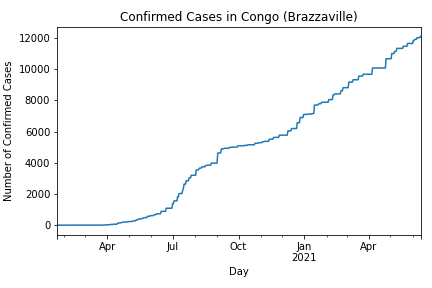 Confirmed Cases in Congo (Brazzaville)
12000
10000
8000
6000
4000
2000
0
Number of Confirmed Cases
Apr
Jul
Oct
Jan
2021
Apr
Day